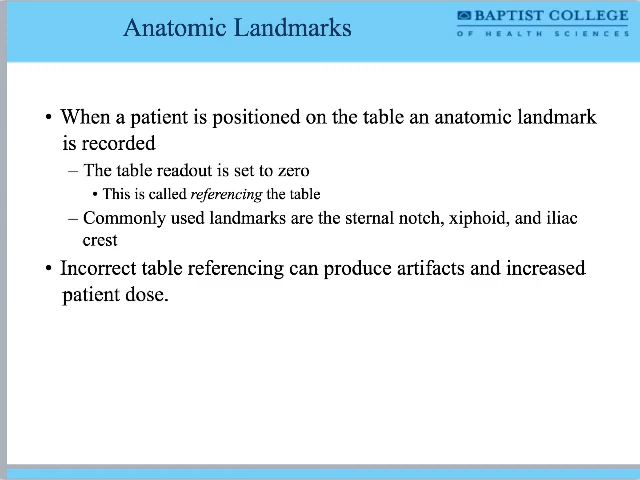 Anatomic Landmarks
BAPTIST COLLEGE
OF HEALTH SCIENCES
• When a patient is positioned on the table an anatomic landmark
is recorded
– The table readout is set to zero
• This is called referencing the table
– Commonly used landmarks are the sternal notch, xiphoid, and iliac
crest
• Incorrect table referencing can produce artifacts and increased
patient dose.